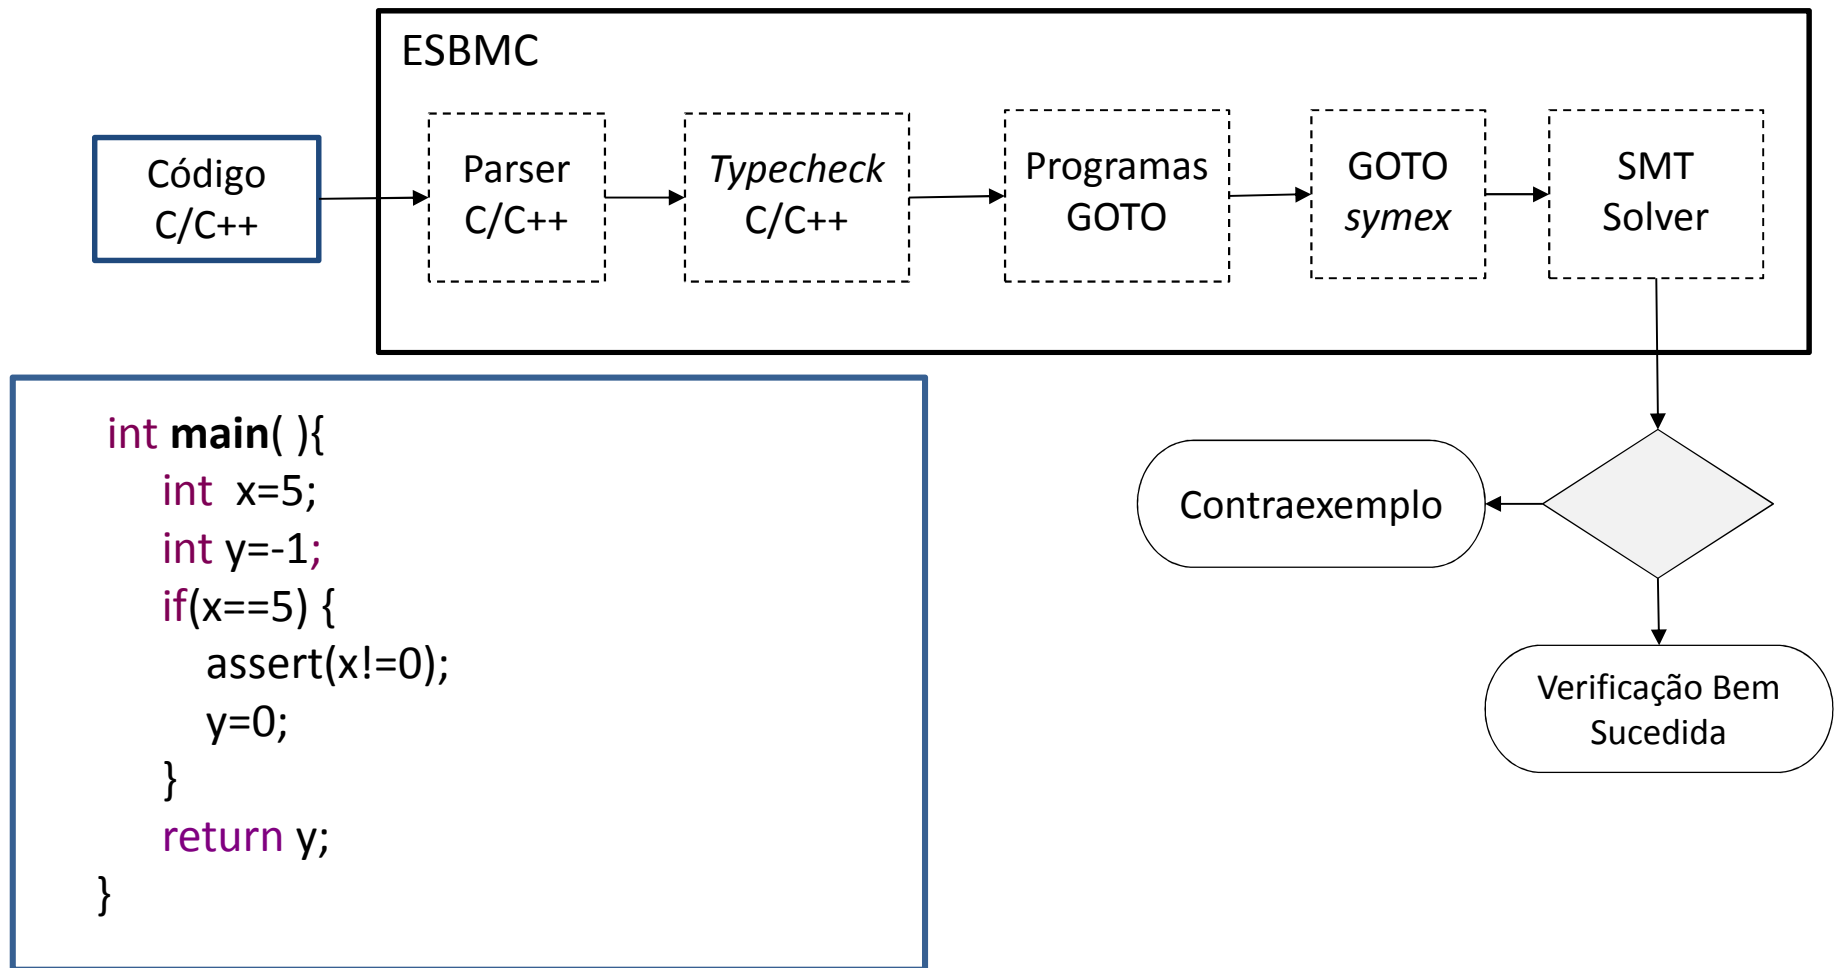 ESBMC
Código
C/C++
Parser
C/C++
Typecheck
C/C++
Programas
GOTO
GOTO
symex
SMT
Solver
int main( ){
int x=5;
int y=-1;
if(x==5) {
assert(x!=0);
y=0;
}
return y;
}
Contraexemplo
Verificação Bem
Sucedida